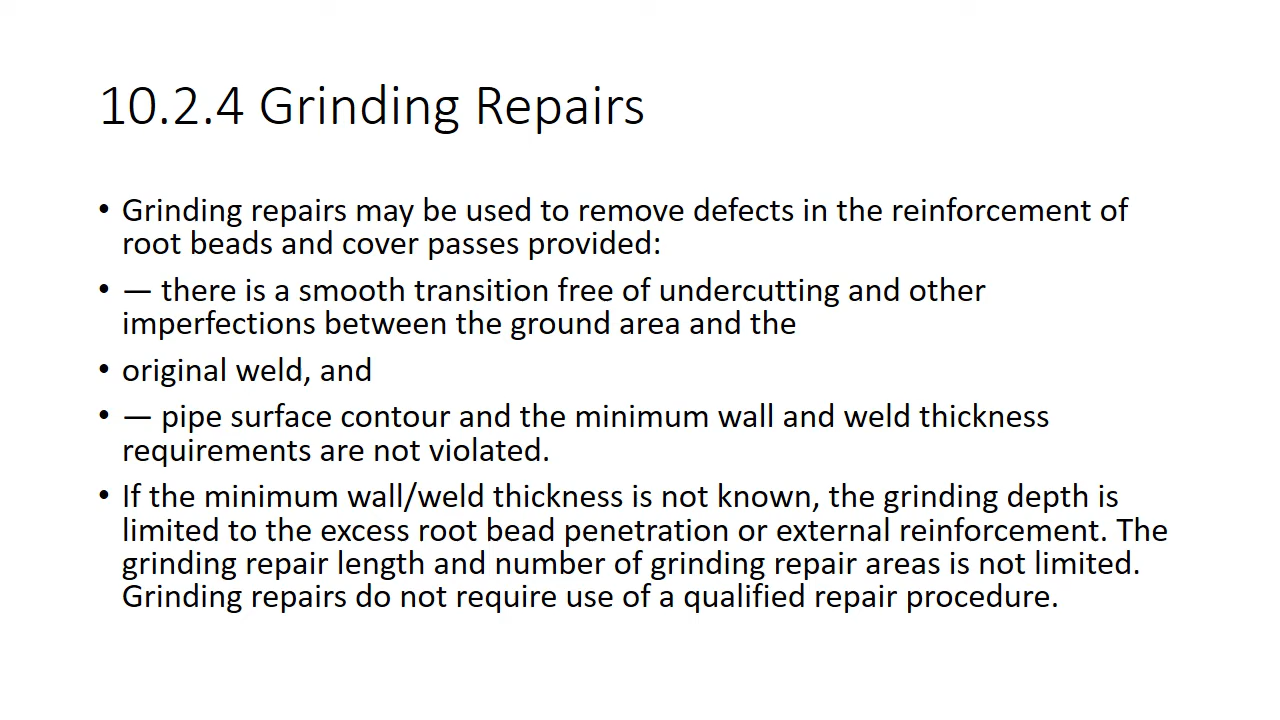 10.2.4 Grinding Repairs
• Grinding repairs may be used to remove defects in the reinforcement of
root beads and cover passes provided:
• — there is a smooth transition free of undercutting and other
imperfections between the ground area and the
• original weld, and
• — pipe surface contour and the minimum wall and weld thickness
requirements are not violated.
• If the minimum wall/weld thickness is not known, the grinding depth is
limited to the excess root bead penetration or external reinforcement. The
grinding repair length and number of grinding repair areas is not limited.
Grinding repairs do not require use of a qualified repair procedure.